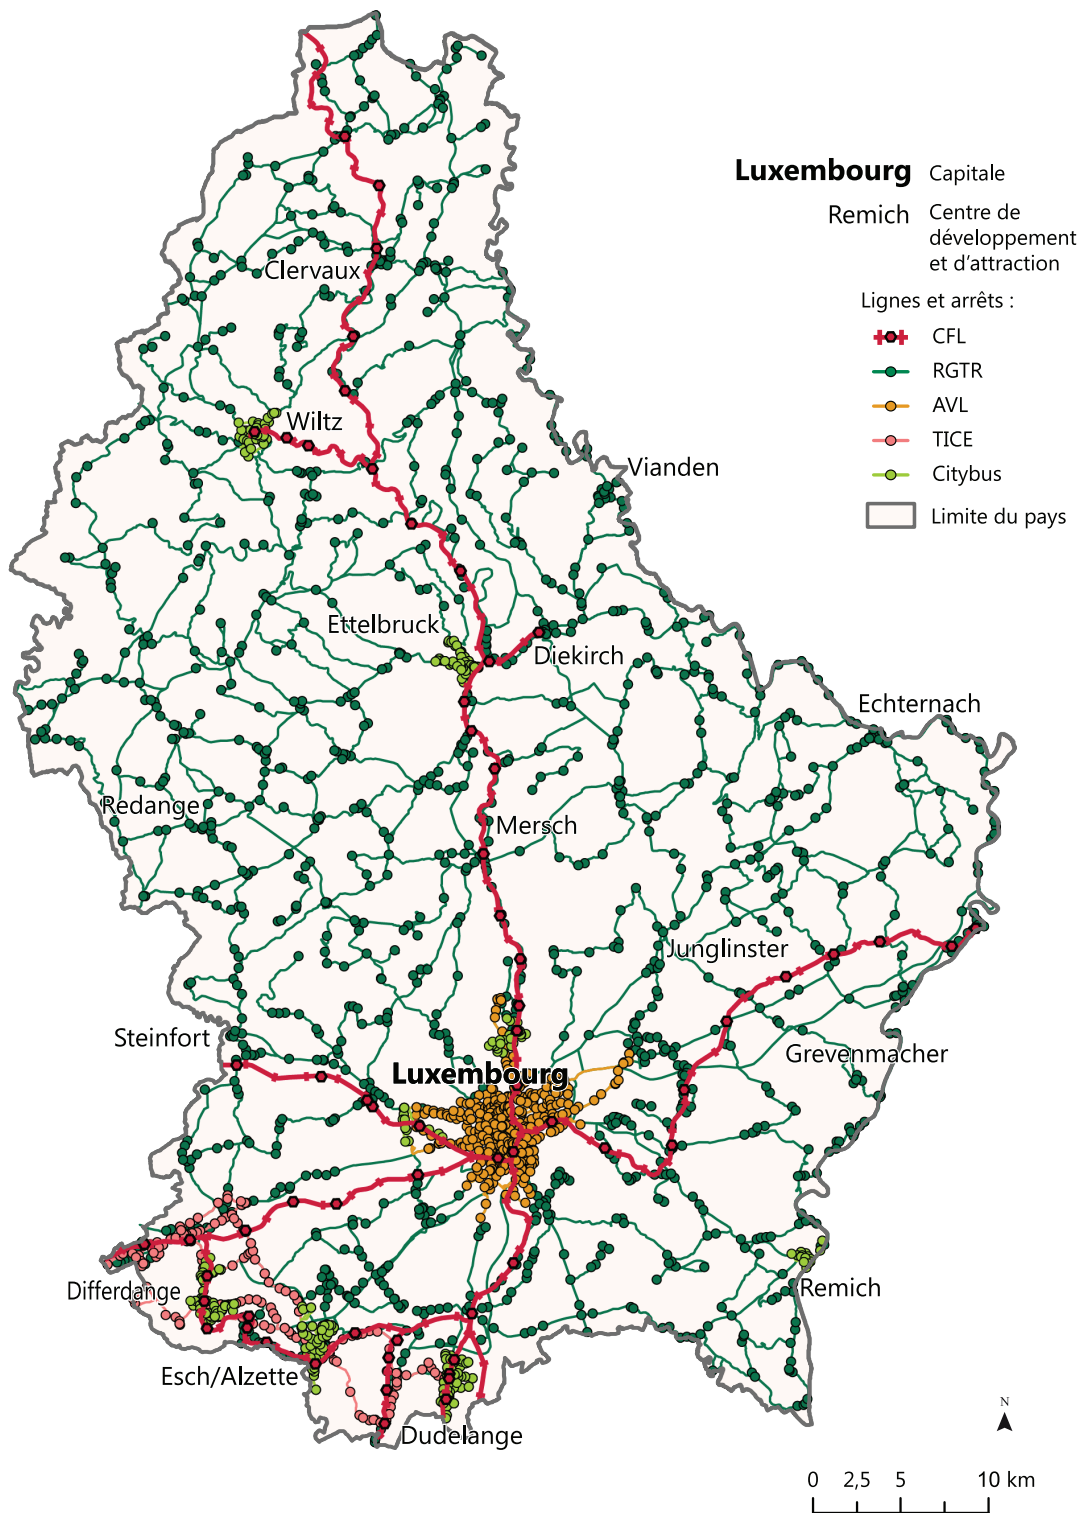 Luxembourg Capitale
Remich Centre de
développement
et d'attraction
Lignes et arrêts :
CFL
RGTR
AVL
TICE
Citybus
Limite du pays
Clervaux
Wiltz
Vianden
Ettelbruck
Diekirch
Echternach
Redange
Mersch
Junglinster
Steinfort
Grevenmacher
Luxembourg
Differdange
Remich
Esch/Alzette
Dudelange
N
0 2,5 5 10 km